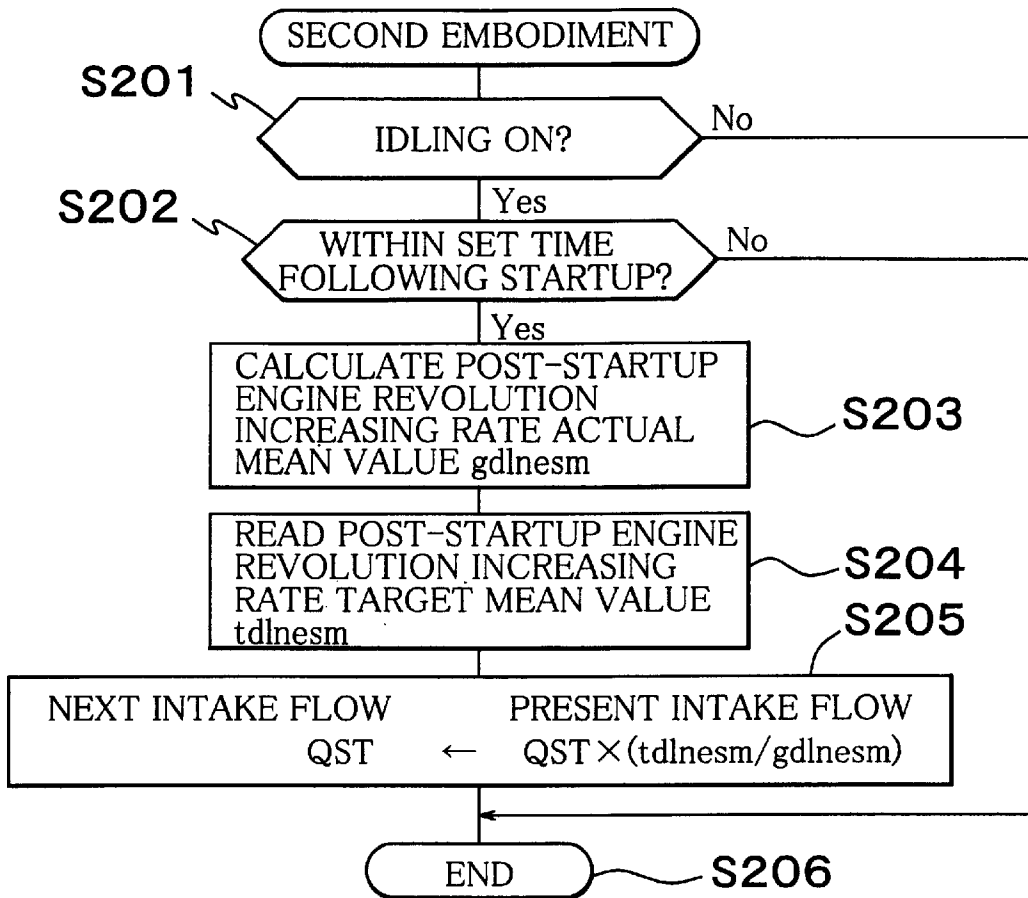 SECOND EMBODIMENT
S201
IDLING ON?
No
Yes
S202
WITHIN SET TIME
FOLLOWING STARTUP?
No
Yes
CALCULATE POST-STARTUP
ENGINE REVOLUTION
INCREASING RATE ACTUAL
MEAN VALUE gdlnesm
S203
READ POST-STARTUP ENGINE
REVOLUTION INCREASING
RATE TARGET MEAN VALUE
tdlnesm
S204
S205
NEXT INTAKE FLOW PRESENT INTAKE FLOW
QST ← QST×(tdlnesm/gdlnesm)
END
S206